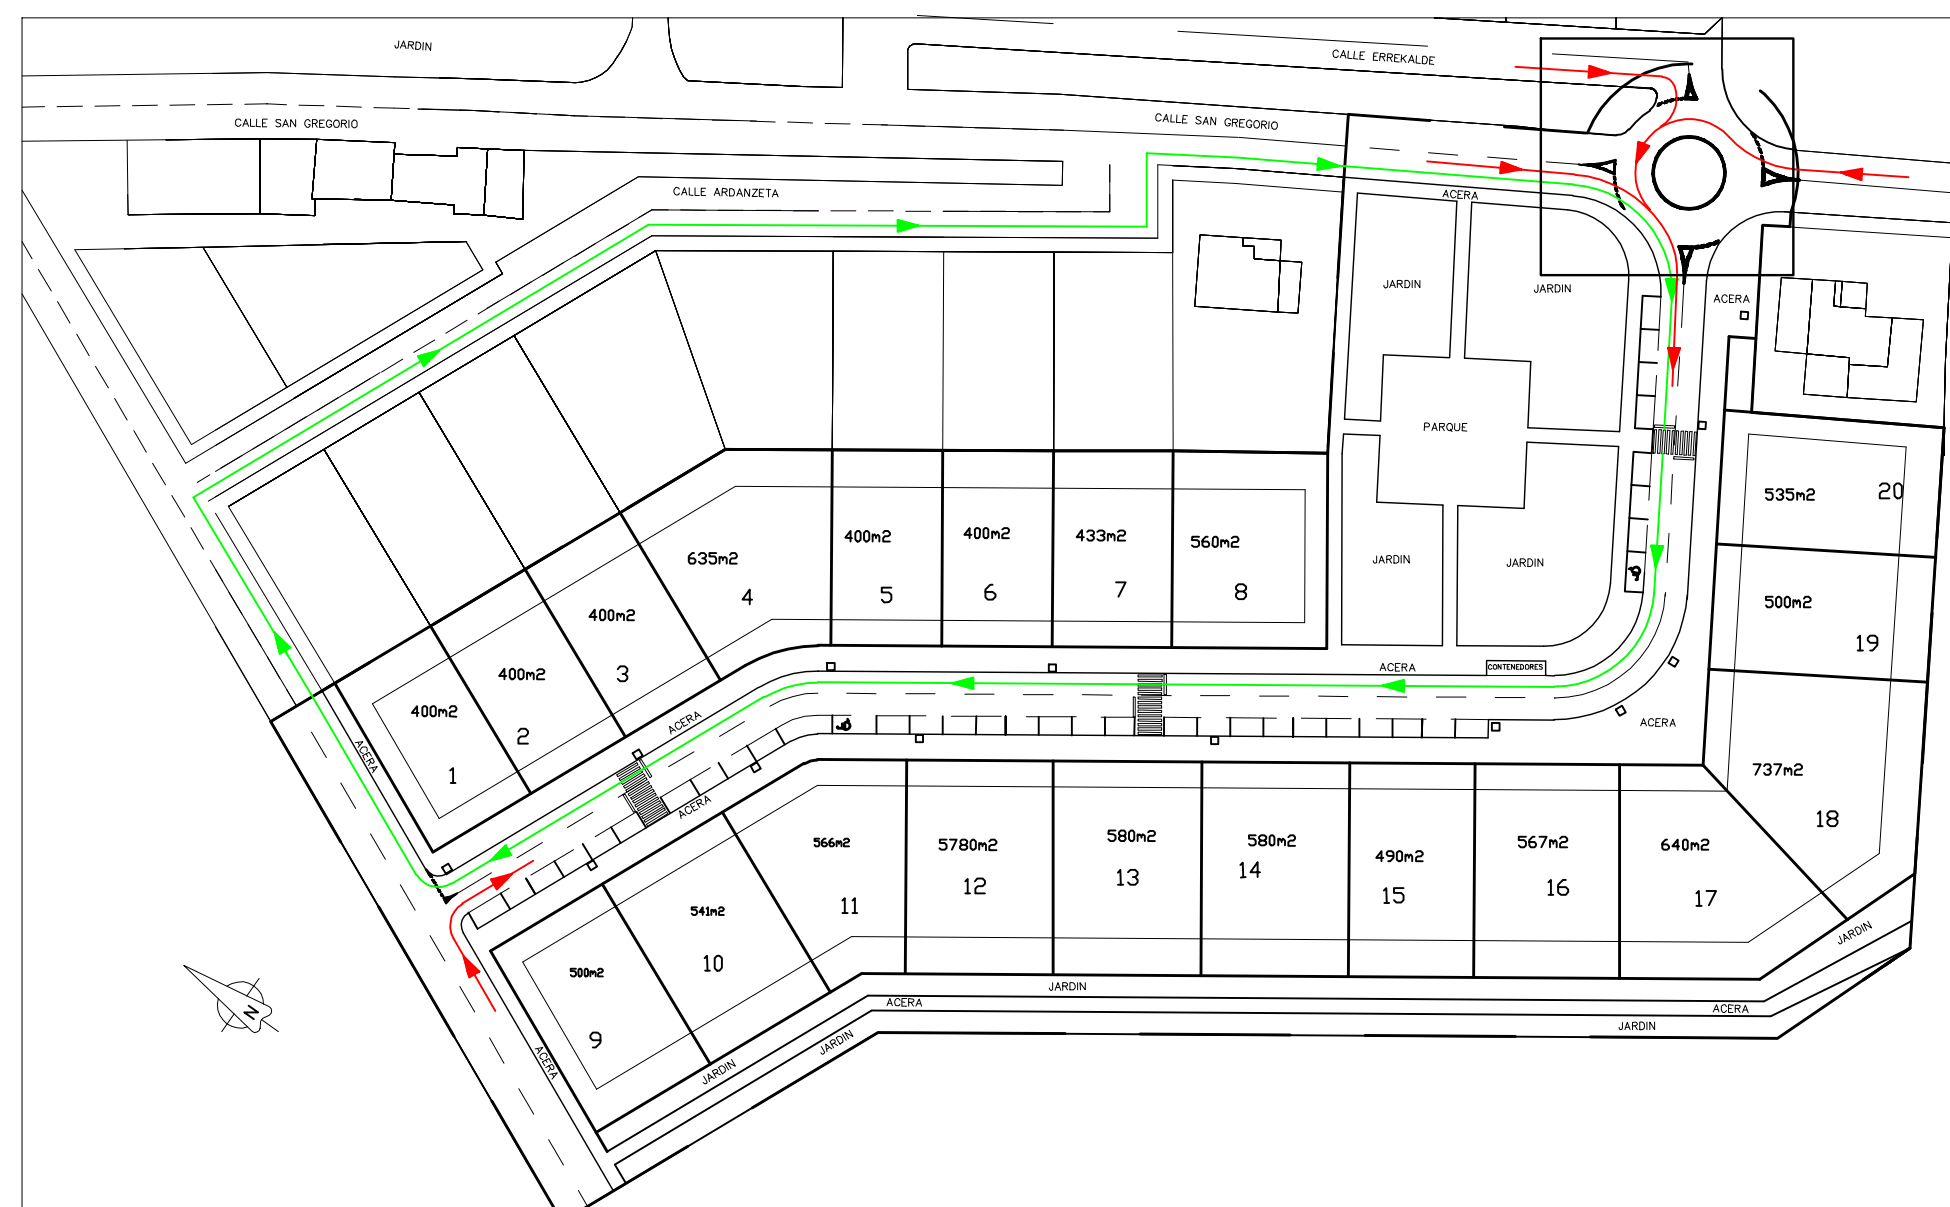 JARDIN
CALLE ERREKALDE
CALLE SAN GREGORIO
CALLE SAN GREGORIO
CALLE ARDANZETA
ACERA
JARDIN
JARDIN
ACERA
PARQUE
JARDIN
JARDIN
535m2
20
500m2
19
737m2
18
400m2
1
400m2
2
400m2
3
635m2
4
400m2
5
400m2
6
433m2
7
560m2
8
ACERA
CONTENEDORES
ACERA
ACERA
ACERA
ACERA
500m2
9
541m2
10
566m2
11
5780m2
12
580m2
13
580m2
14
490m2
15
567m2
16
640m2
17
JARDIN
JARDIN
ACERA
ACERA
JARDIN
JARDIN
JARDIN
ACERA
N